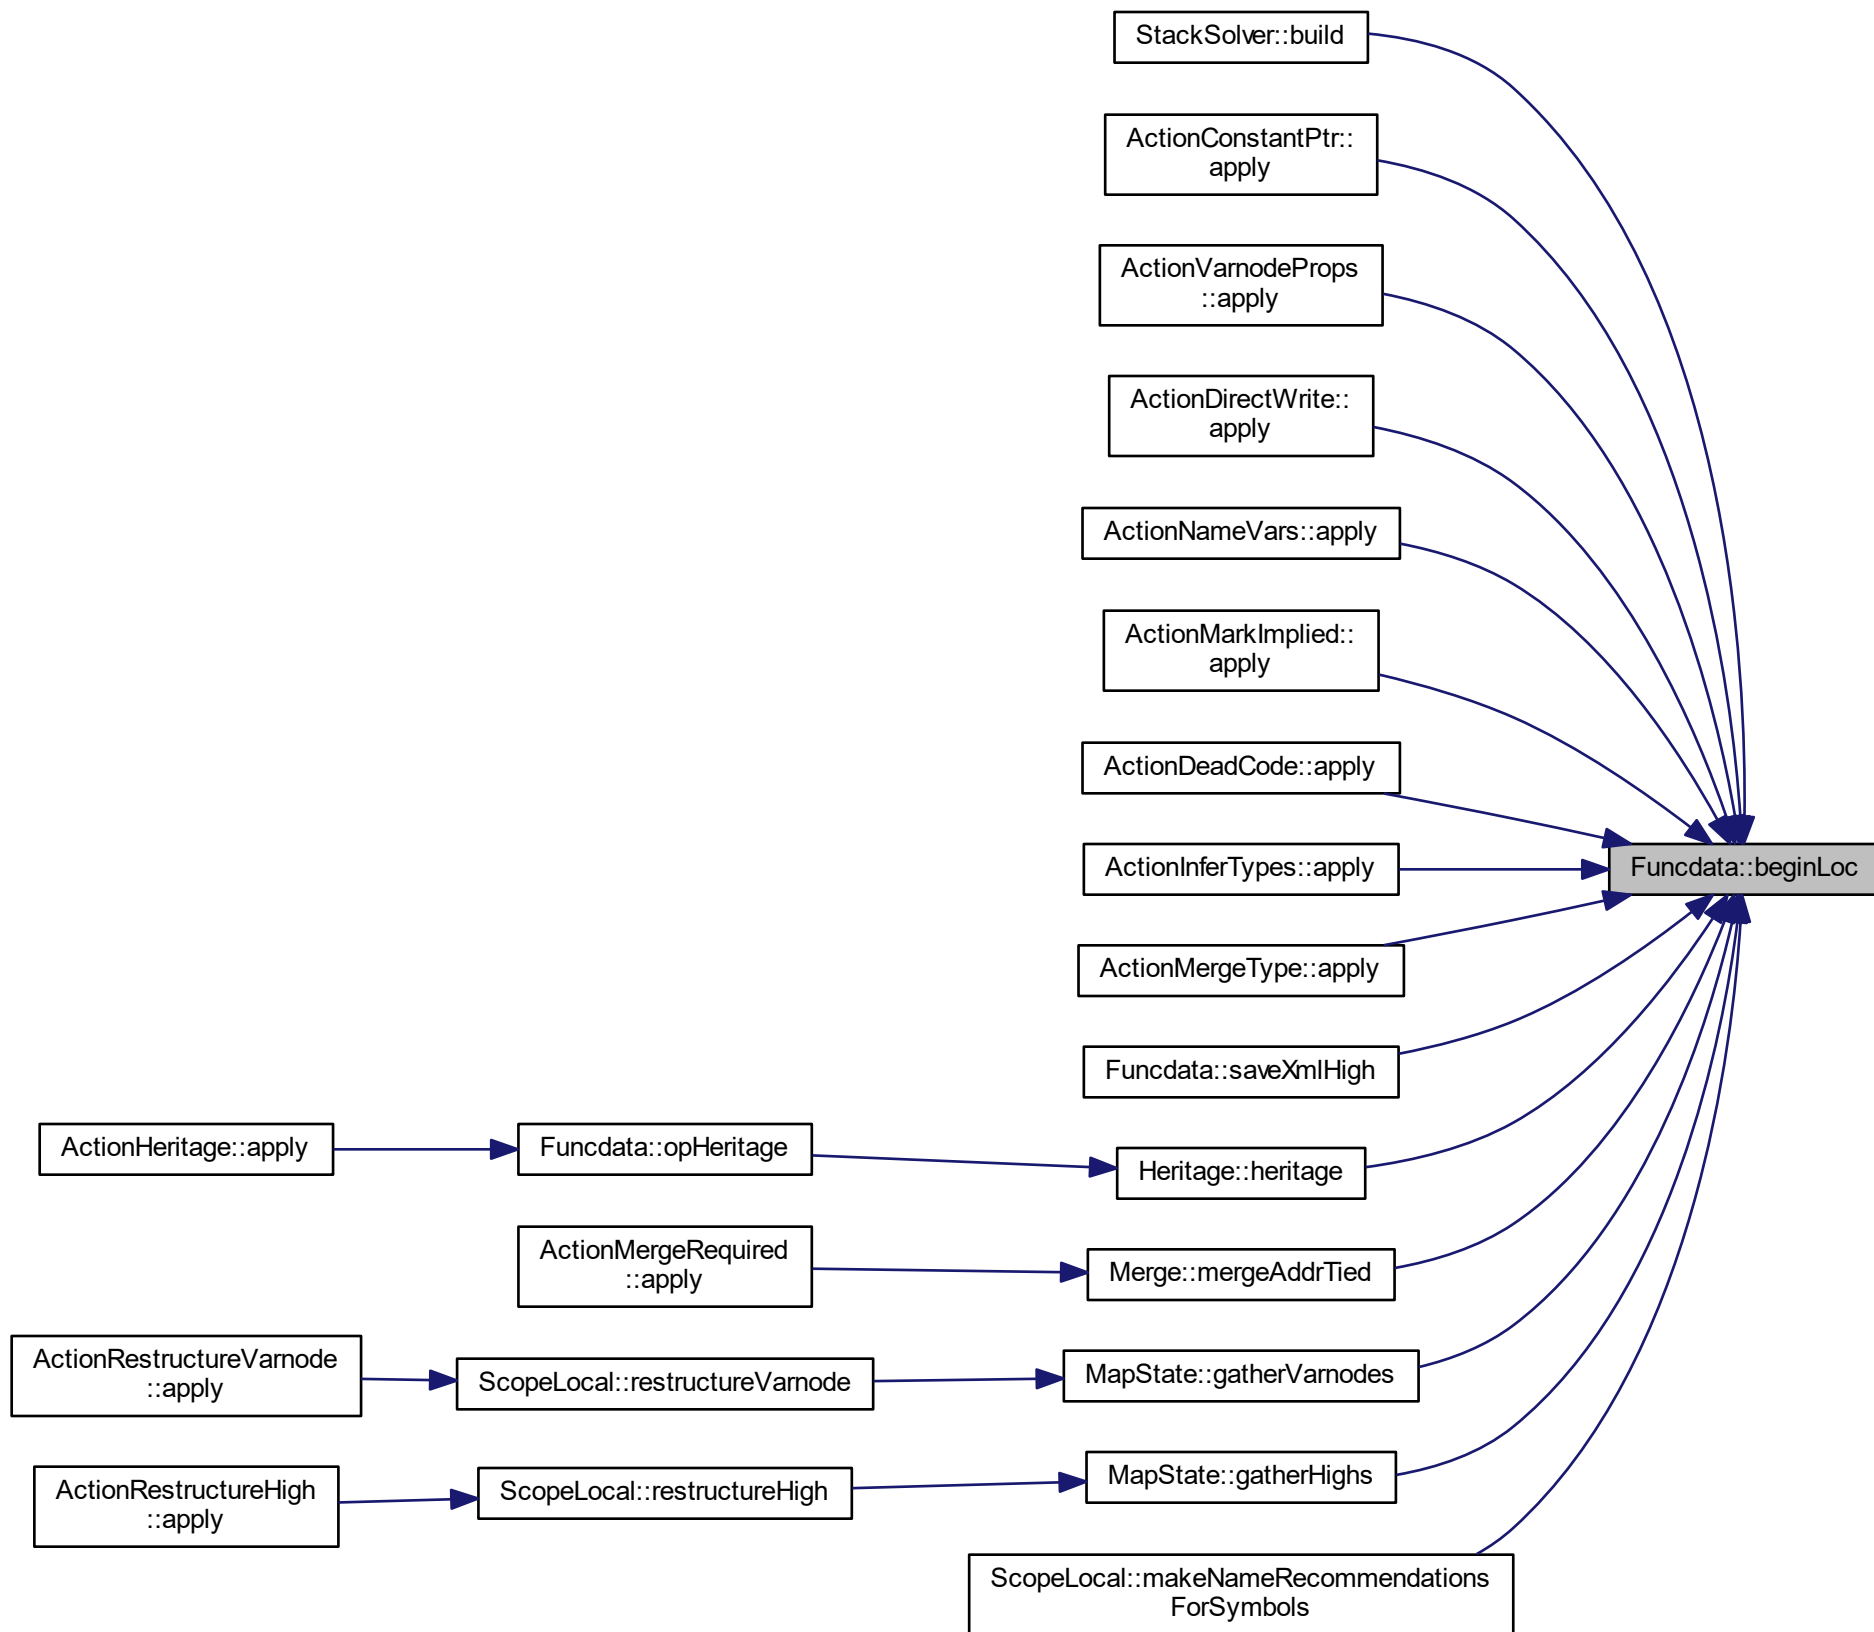 StackSolver::build
ActionConstantPtr::
apply
ActionVarnodeProps
::apply
ActionDirectWrite::
apply
ActionNameVars::apply
ActionMarkImplied::
apply
ActionDeadCode::apply
ActionInferTypes::apply
Funcdata::beginLoc
ActionMergeType::apply
Funcdata::saveXmlHigh
ActionHeritage::apply
Funcdata::opHeritage
Heritage::heritage
ActionMergeRequired
::apply
Merge::mergeAddrTied
ActionRestructureVarnode
::apply
ScopeLocal::restructureVarnode
MapState::gatherVarnodes
ActionRestructureHigh
::apply
ScopeLocal::restructureHigh
MapState::gatherHighs
ScopeLocal::makeNameRecommendations
ForSymbols